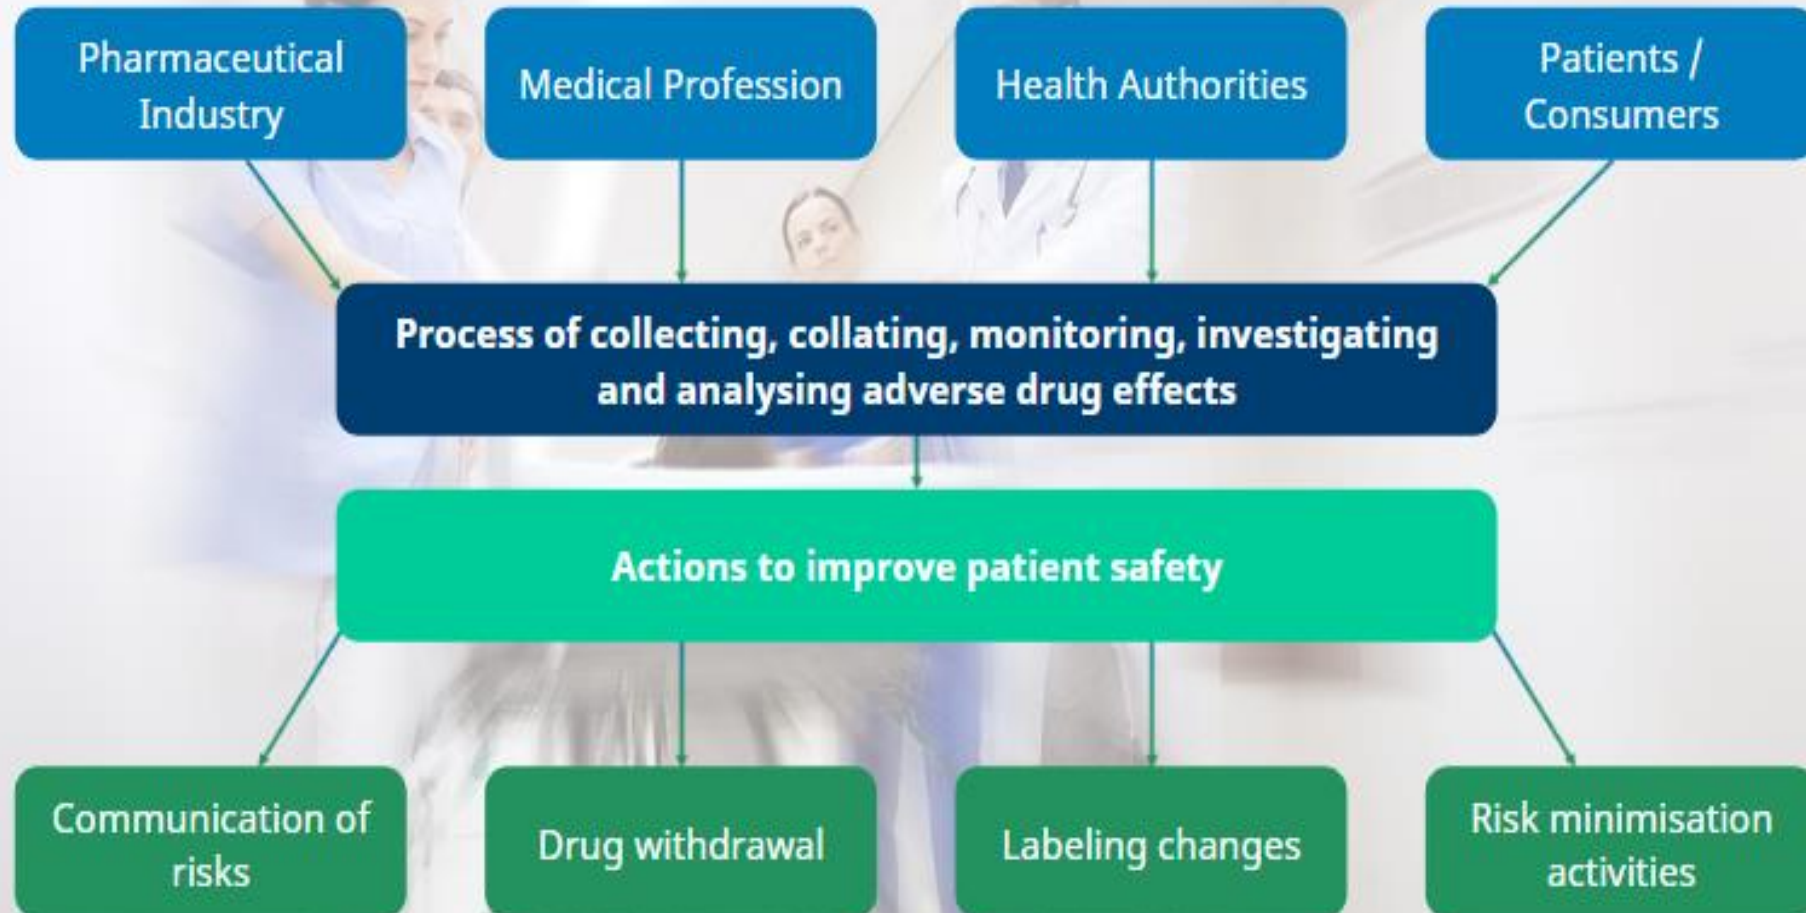 Pharmaceutical
Industry
Medical Profession
Health Authorities
Patients /
Consumers
Process of collecting, collating, monitoring, investigating
and analysing adverse drug effects
Actions to improve patient safety
Communication of
risks
Drug withdrawal
Labeling changes
Risk minimisation
activities